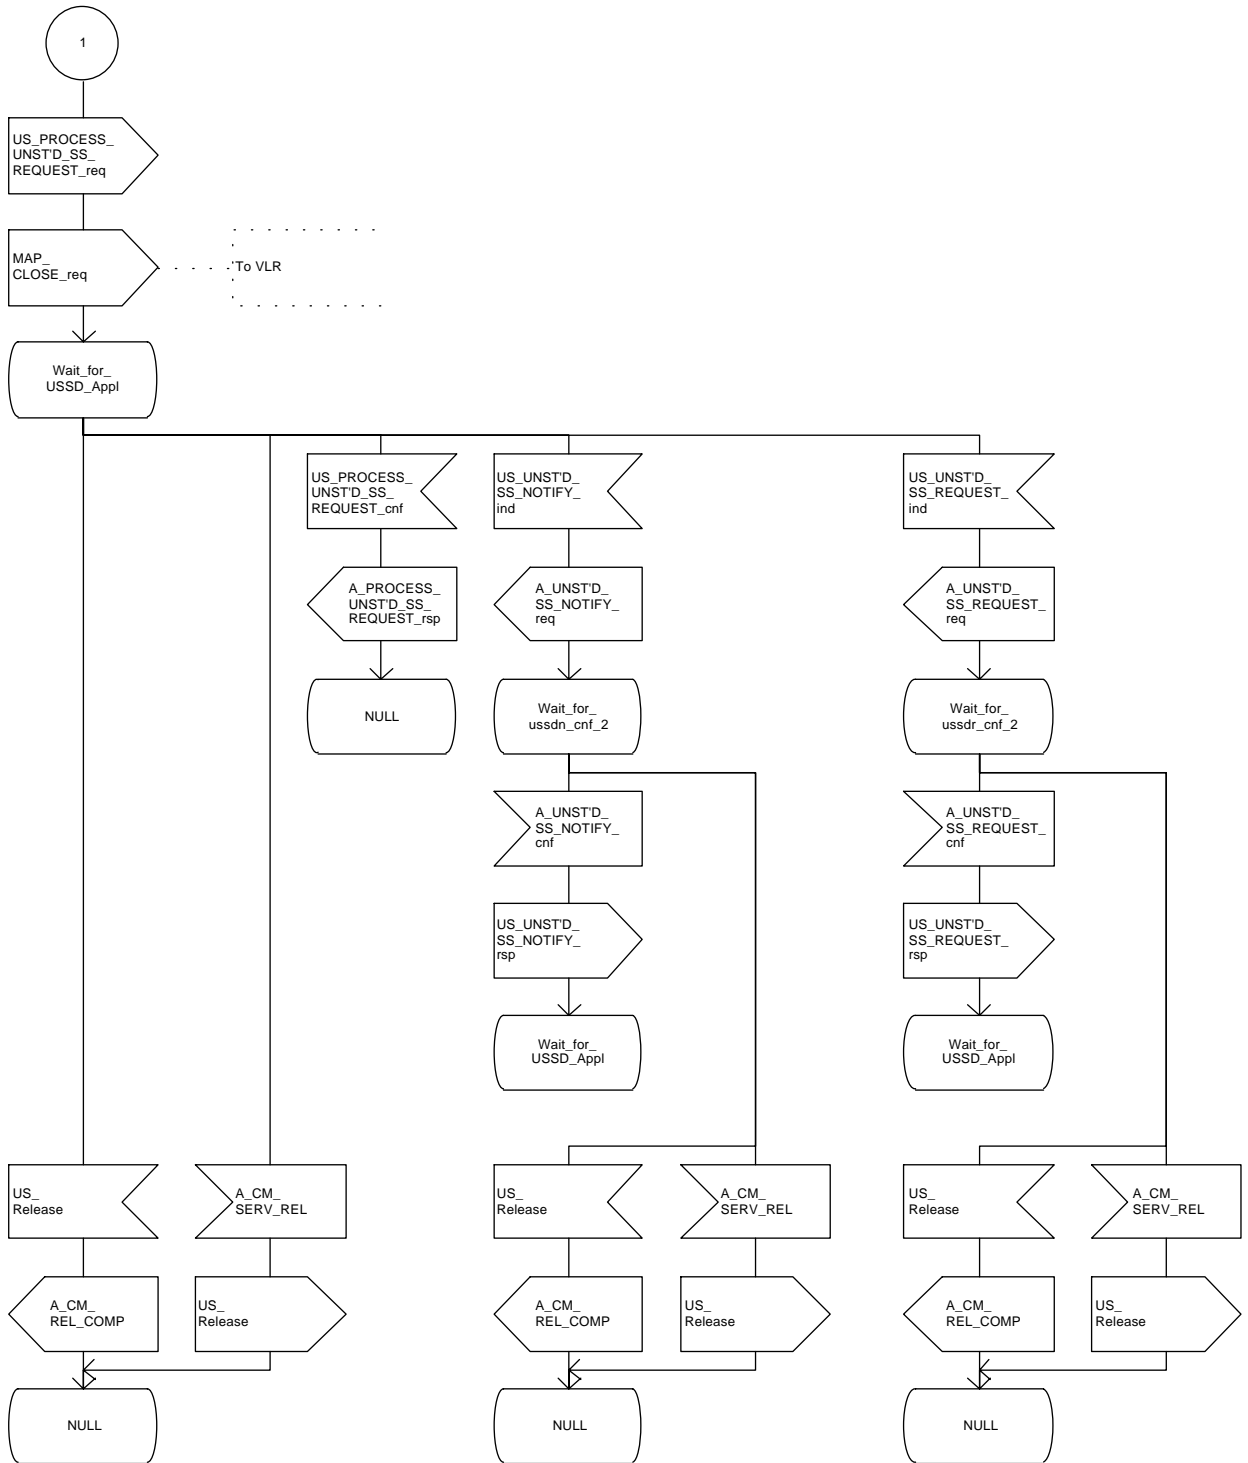 1
US_PROCESS_
UNST'D_SS_
REQUEST_req
MAP_
CLOSE_req
To VLR
Wait_for_
USSD_Appl
US_PROCESS_
UNST'D_SS_
REQUEST_cnf
US_UNST'D_
SS_NOTIFY_
ind
US_UNST'D_
SS_REQUEST_
ind
A_PROCESS_
UNST'D_SS_
REQUEST_rsp
A_UNST'D_
SS_NOTIFY_
req
A_UNST'D_
SS_REQUEST_
req
NULL
Wait_for_
ussdn_cnf_2
Wait_for_
ussdr_cnf_2
A_UNST'D_
SS_NOTIFY_
cnf
A_UNST'D_
SS_REQUEST_
cnf
US_UNST'D_
SS_NOTIFY_
rsp
US_UNST'D_
SS_REQUEST_
rsp
Wait_for_
USSD_Appl
Wait_for_
USSD_Appl
US_
Release
A_CM_
SERV_REL
US_
Release
A_CM_
SERV_REL
US_
Release
A_CM_
SERV_REL
A_CM_
REL_COMP
US_
Release
A_CM_
REL_COMP
US_
Release
A_CM_
REL_COMP
US_
Release
NULL
NULL
NULL